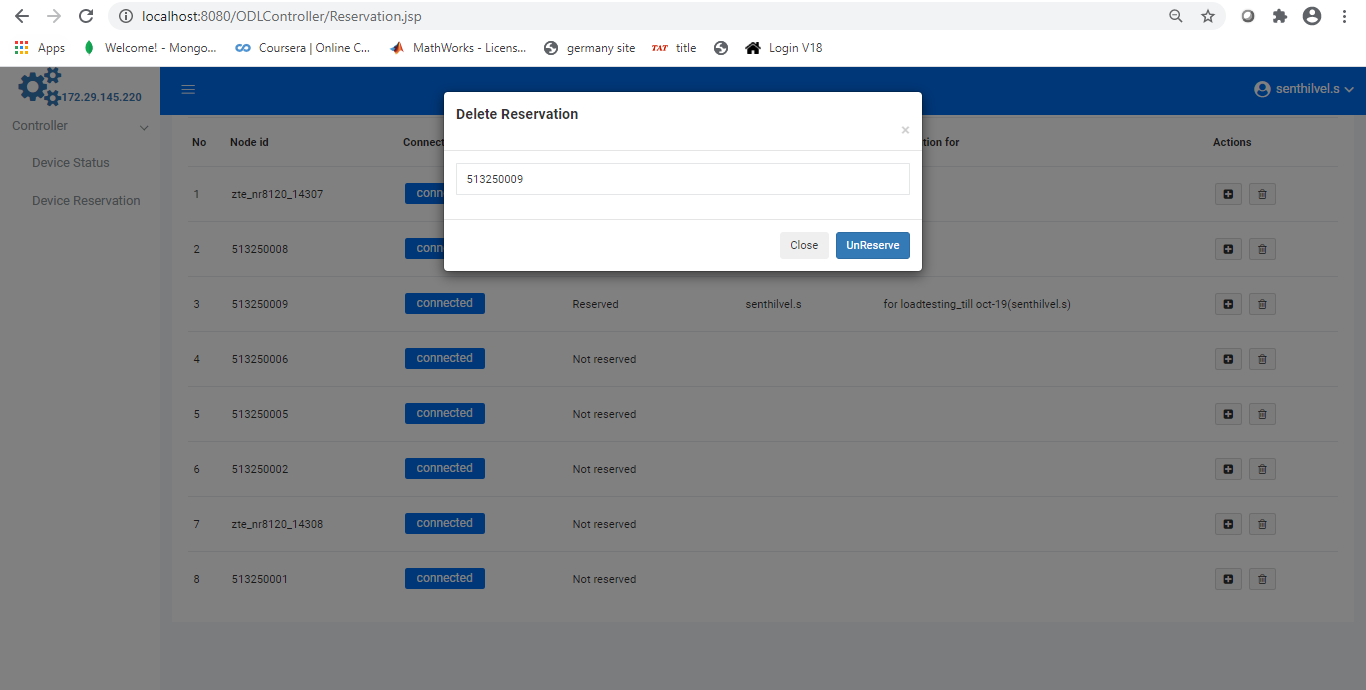 localhost:8080/ODLController/Reservation.jsp
Apps Welcome! - Mongo... Coursera | Online C... MathWorks - Licens... germany site TAT title Login V18
172.29.145.220
senthilvel.s
Controller
Device Status
Device Reservation
Delete Reservation
×
513250009
Close UnReserve
No Node id Connect tion for Actions
1 zte_nr8120_14307 conn
2 513250008 conn
3 513250009 connected Reserved senthilvel.s for loadtesting_till oct-19(senthilvel.s)
4 513250006 connected Not reserved
5 513250005 connected Not reserved
6 513250002 connected Not reserved
7 zte_nr8120_14308 connected Not reserved
8 513250001 connected Not reserved